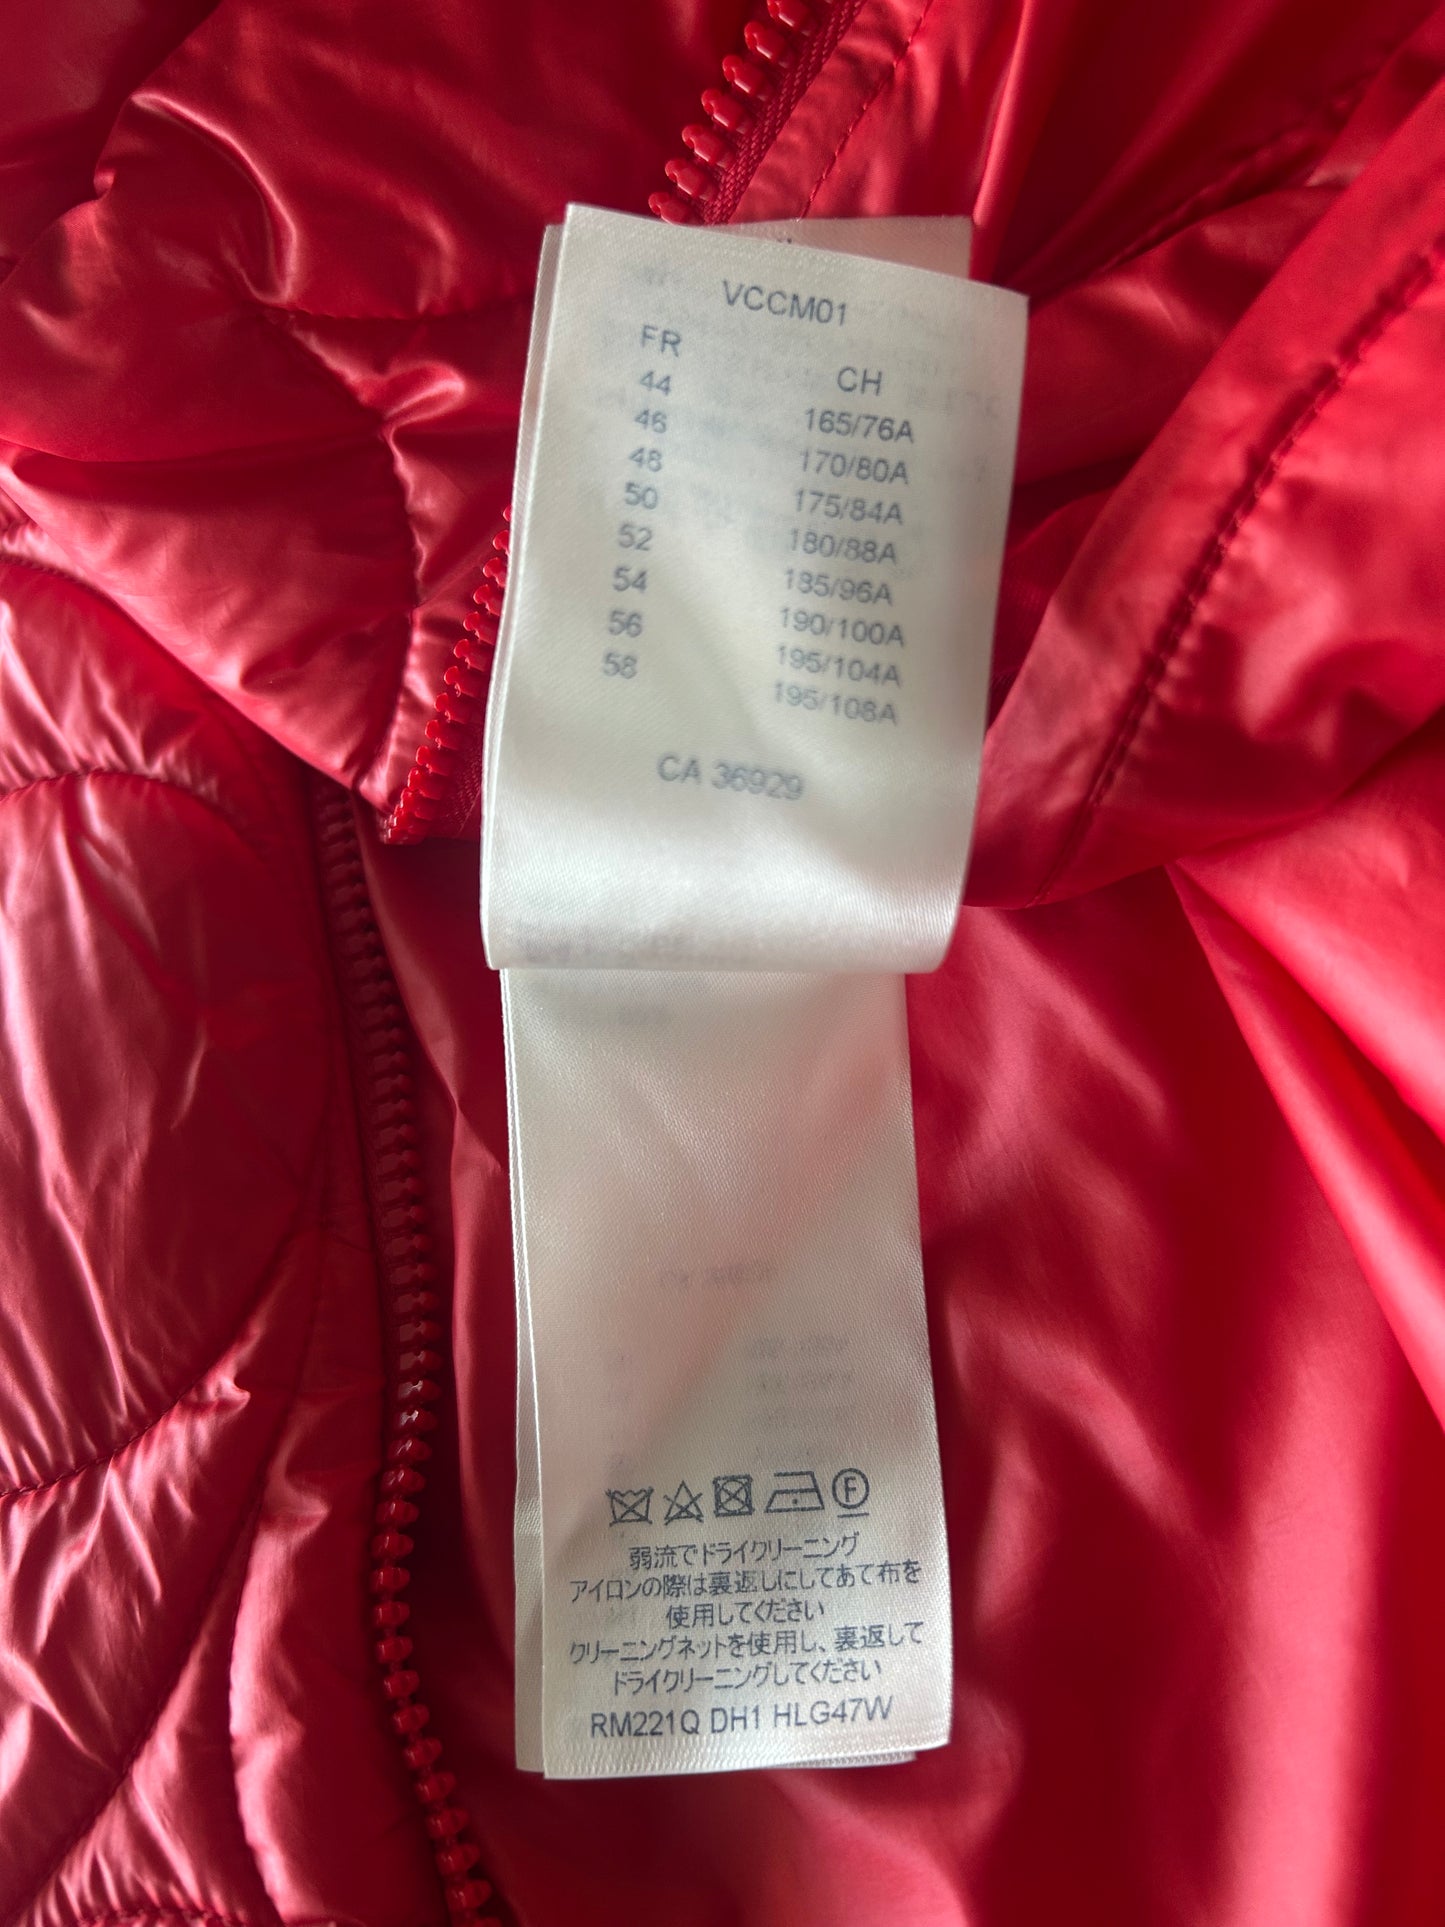 VCCM01
FR CH
44 165/76A
46 170/80A
48 175/84A
50 180/88A
52 185/96A
54 190/100A
56 195/104A
58 195/108A
CA 36929
F
弱流でドライクリーニング
アイロンの際は裏返しにしてあて布を
使用してください
クリーニングネットを使用し、裏返して
ドライクリーニングしてください
RM221Q DH1 HLG47W